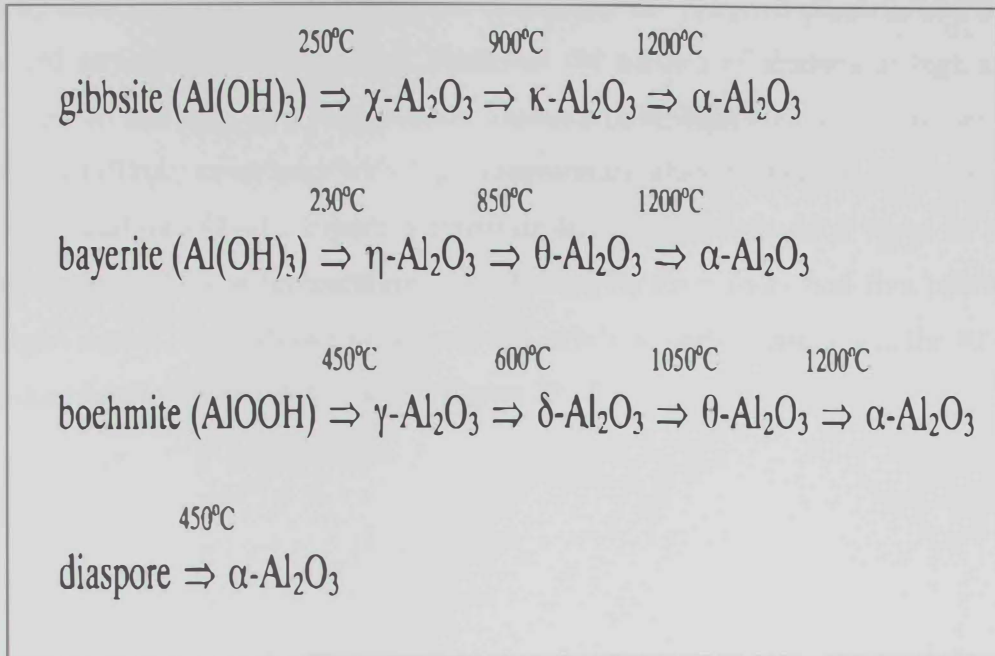 250°C 900°C 1200°C
gibbsite (Al(OH)₃) ⇒ χ-Al₂O₃ ⇒ κ-Al₂O₃ ⇒ α-Al₂O₃
230°C 850°C 1200°C
bayerite (Al(OH)₃) ⇒ η-Al₂O₃ ⇒ θ-Al₂O₃ ⇒ α-Al₂O₃
450°C 600°C 1050°C 1200°C
boehmite (AlOOH) ⇒ γ-Al₂O₃ ⇒ δ-Al₂O₃ ⇒ θ-Al₂O₃ ⇒ α-Al₂O₃
450°C
diaspore ⇒ α-Al₂O₃